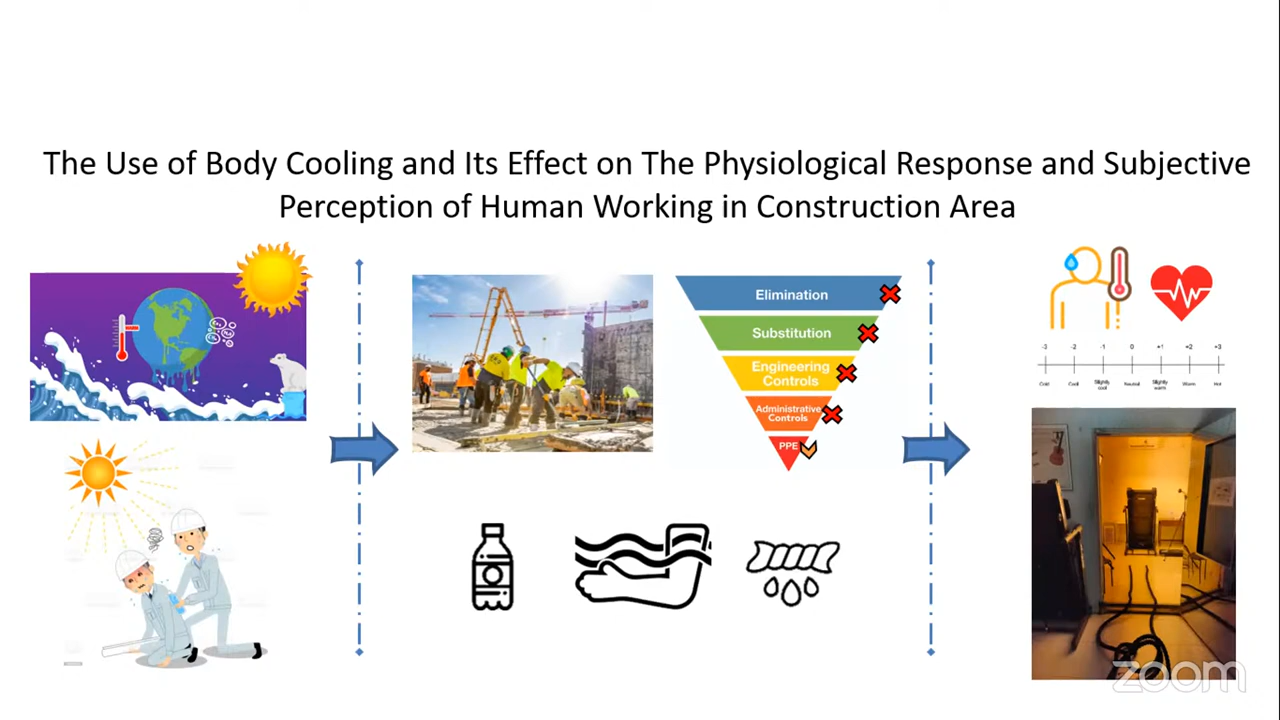 The Use of Body Cooling and Its Effect on The Physiological Response and Subjective
Perception of Human Working in Construction Area
Elimination
Substitution
Engineering
Controls
Administrative
Controls
PPE
-3 -2 -1 0 +1 +2 +3
Cold Cool Slightly cool Neutral Slightly warm Warm Hot
zoom